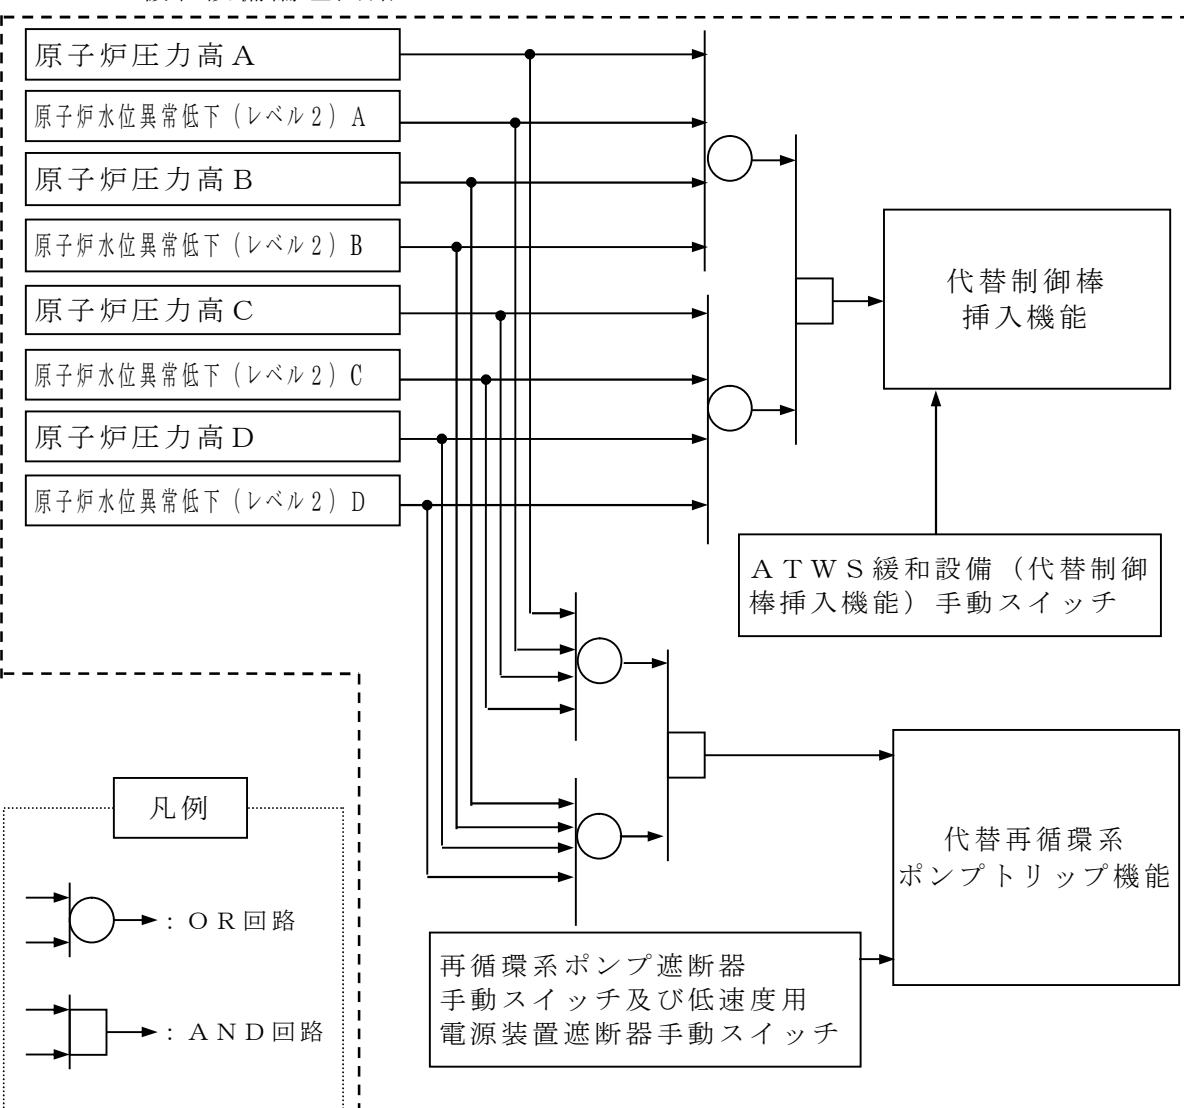 原子炉圧力高A
原子炉水位異常低下（レベル2）A
原子炉圧力高B
原子炉水位異常低下（レベル2）B
原子炉圧力高C
原子炉水位異常低下（レベル2）C
原子炉圧力高D
原子炉水位異常低下（レベル2）D
代替制御棒
挿入機能
ATWS緩和設備（代替制御
棒挿入機能）手動スイッチ
代替再循環系
ポンプトリップ機能
再循環系ポンプ遮断器
手動スイッチ及び低速度用
電源装置遮断器手動スイッチ
凡例
：OR回路
：AND回路